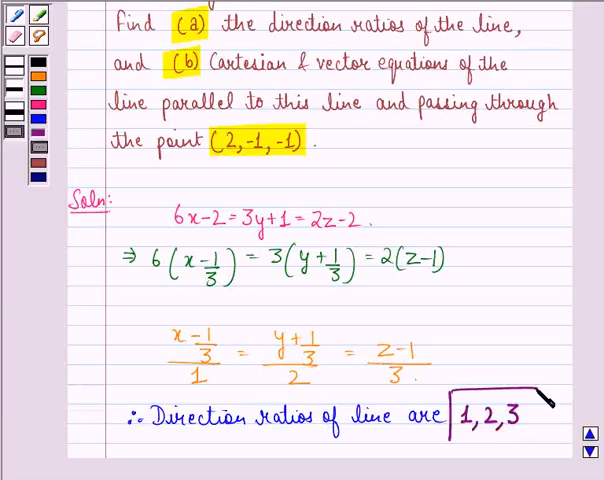 Find (a) the direction ratios of the line,
and (b) Cartesian & vector equations of the
line parallel to this line and passing through
the point (2,-1,-1).
Soln:
6x-2=3y+1=2z-2.
⇒ 6(x-1/3) = 3(y+1/3) = 2(z-1)
(x-1/3)/1 = (y+1/3)/2 = (z-1)/3.
∴ Direction ratios of line are 1,2,3